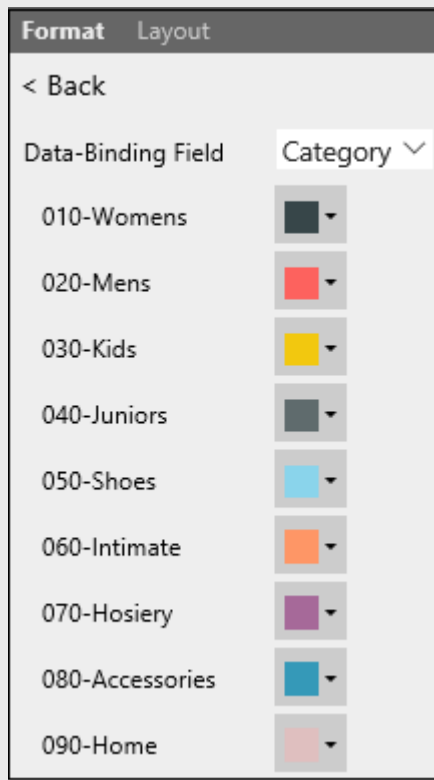 Format Layout
< Back
Data-Binding Field Category
010-Womens
020-Mens
030-Kids
040-Juniors
050-Shoes
060-Intimate
070-Hosiery
080-Accessories
090-Home